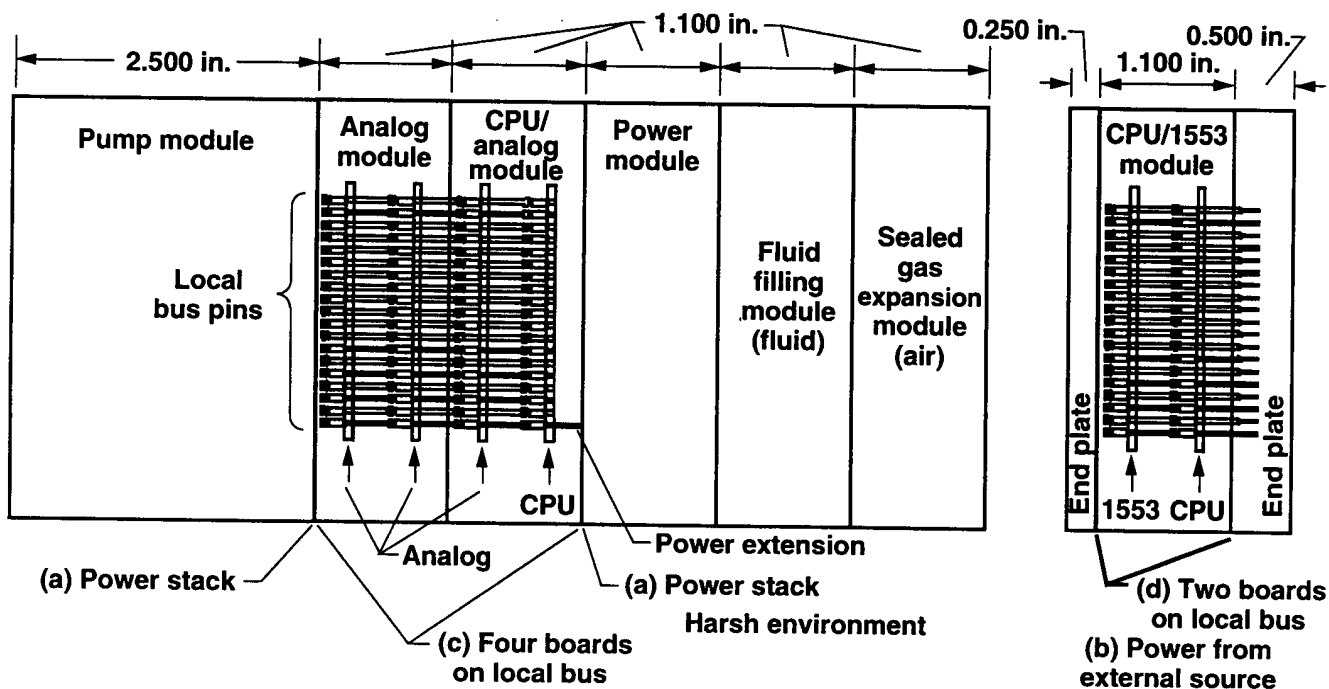 1.100 in.
0.250 in.
0.500 in.
2.500 in.
1.100 in.
Pump module
Analog
module
CPU/
analog
module
Power
module
CPU/1553
module
Local
bus pins
Fluid
filling
module
(fluid)
Sealed
gas
expansion
module
(air)
End plate
End plate
CPU
1553 CPU
Analog
Power extension
(a) Power stack
(a) Power stack
Harsh environment
(c) Four boards
on local bus
(d) Two boards
on local bus
(b) Power from
external source